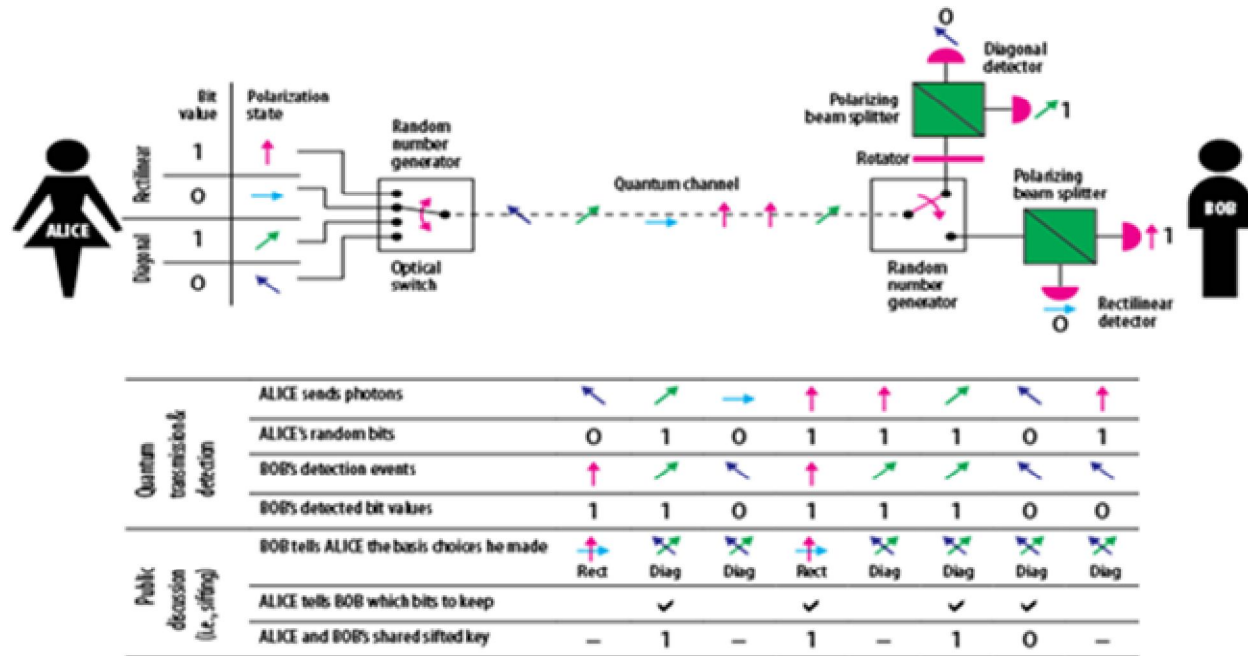 0
Diagonal
detector
Bit
value
Polarization
state
Random
number
generator
Polarizing
beam splitter
1
Rectilinear
1
Rotator
Quantum channel
Polarizing
beam splitter
0
ALICE
BOB
Diagonal
1
1
0
Optical
switch
Random
number
generator
0
Rectilinear
detector
Quantum
transmission &
detection
ALICE sends photons
ALICE's random bits 0 1 0 1 1 1 0 1
BOB's detection events
BOB's detected bit values 1 1 0 1 1 1 0 0
Public
discussion
(i.e., sifting)
BOB tells ALICE the basis choices he made
Rect Diag Diag Rect Diag Diag Diag Diag
ALICE tells BOB which bits to keep ✓ ✓ ✓ ✓
ALICE and BOB's shared sifted key – 1 – 1 – 1 0 –